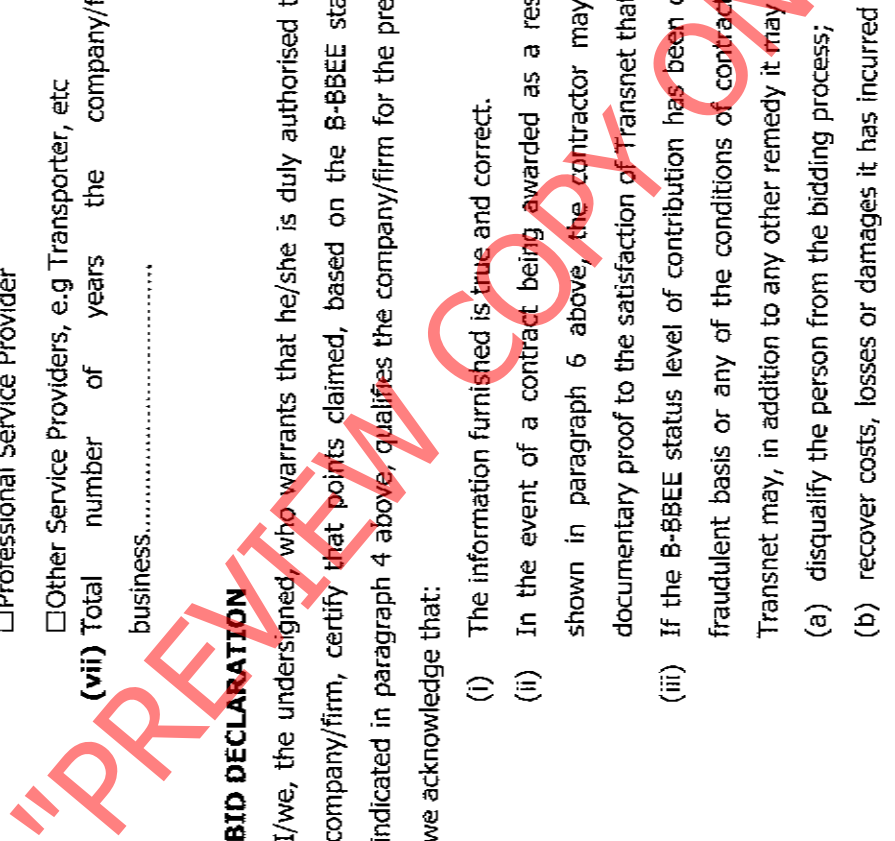 ☐Professional Service Provider
☐Other Service Providers, e.g Transporter, etc
(vii) Total number of years the company/f
business................................
BID DECLARATION
I/we, the undersigned, who warrants that he/she is duly authorised t
company/firm, certify that points claimed, based on the B-BBEE sta
indicated in paragraph 4 above, qualifies the company/firm for the pre
we acknowledge that:
(i) The information furnished is true and correct.
(ii) In the event of a contract being awarded as a res
shown in paragraph 6 above, the contractor may
documentary proof to the satisfaction of Transnet that
(iii) If the B-BBEE status level of contribution has been o
fraudulent basis or any of the conditions of contract
Transnet may, in addition to any other remedy it may
(a) disqualify the person from the bidding process;
(b) recover costs, losses or damages it has incurred
"PREVIEW COPY ON